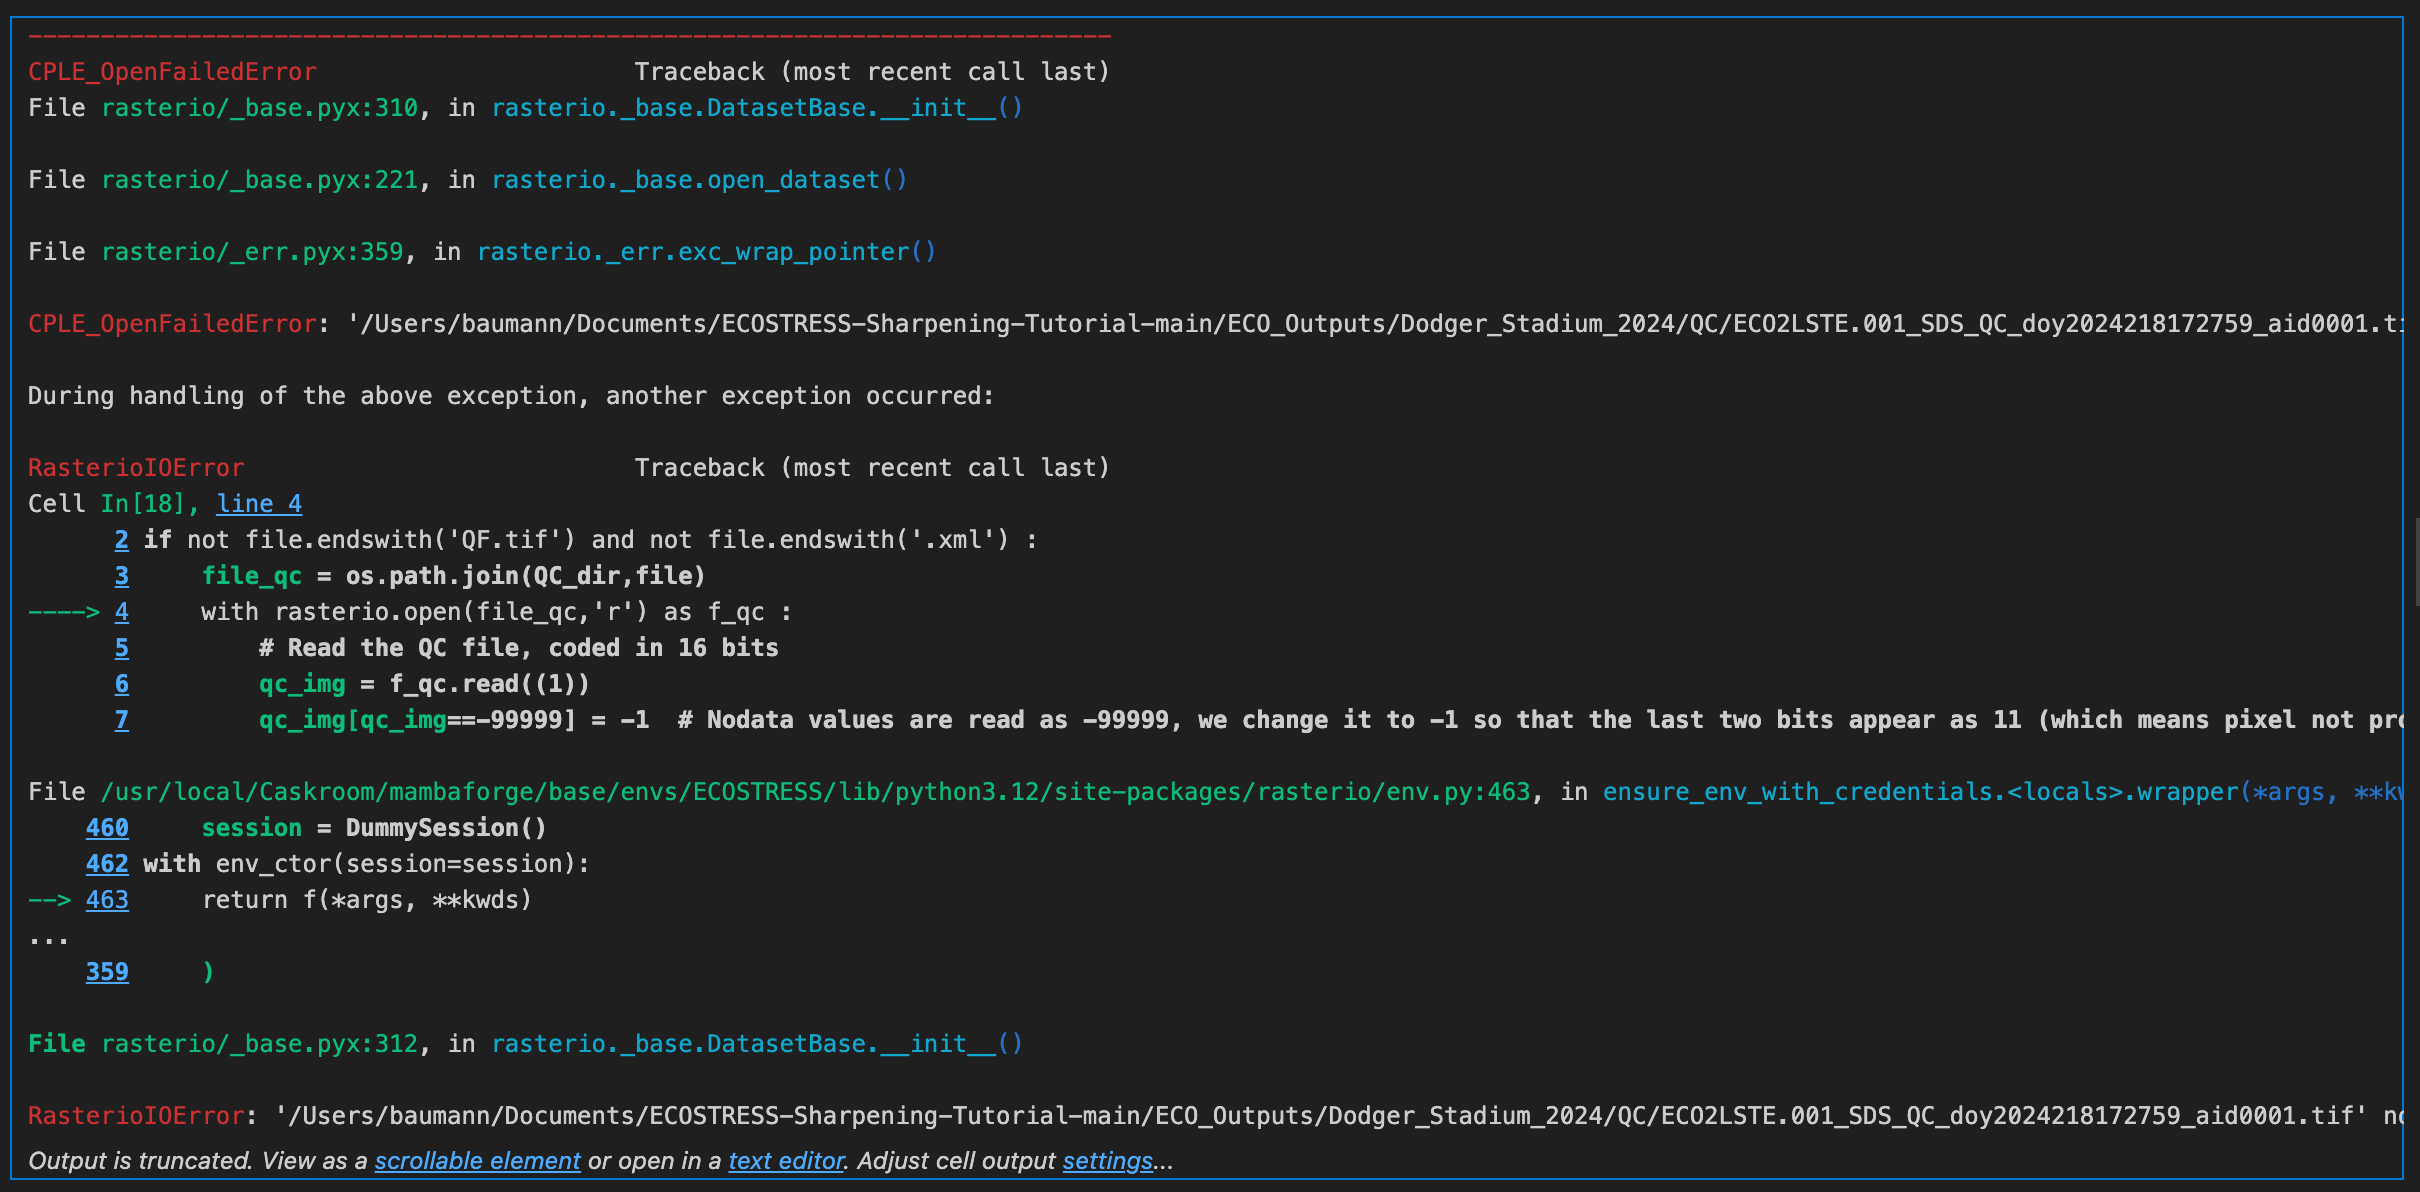 ---------------------------------------------------------------------------
CPLE_OpenFailedError                      Traceback (most recent call last)
File rasterio/_base.pyx:310, in rasterio._base.DatasetBase.__init__()

File rasterio/_base.pyx:221, in rasterio._base.open_dataset()

File rasterio/_err.pyx:359, in rasterio._err.exc_wrap_pointer()

CPLE_OpenFailedError: '/Users/baumann/Documents/ECOSTRESS-Sharpening-Tutorial-main/ECO_Outputs/Dodger_Stadium_2024/QC/ECO2LSTE.001_SDS_QC_doy2024218172759_aid0001.ti

During handling of the above exception, another exception occurred:

RasterioIOError                           Traceback (most recent call last)
Cell In[18], line 4
      2 if not file.endswith('QF.tif') and not file.endswith('.xml') :
      3     file_qc = os.path.join(QC_dir,file)
----> 4     with rasterio.open(file_qc,'r') as f_qc :
      5         # Read the QC file, coded in 16 bits
      6         qc_img = f_qc.read((1))
      7         qc_img[qc_img==-99999] = -1  # Nodata values are read as -99999, we change it to -1 so that the last two bits appear as 11 (which means pixel not pro

File /usr/local/Caskroom/mambaforge/base/envs/ECOSTRESS/lib/python3.12/site-packages/rasterio/env.py:463, in ensure_env_with_credentials.<locals>.wrapper(*args, **kw
    460     session = DummySession()
    462 with env_ctor(session=session):
--> 463     return f(*args, **kwds)
...
    359     )

File rasterio/_base.pyx:312, in rasterio._base.DatasetBase.__init__()

RasterioIOError: '/Users/baumann/Documents/ECOSTRESS-Sharpening-Tutorial-main/ECO_Outputs/Dodger_Stadium_2024/QC/ECO2LSTE.001_SDS_QC_doy2024218172759_aid0001.tif' no
Output is truncated. View as a scrollable element or open in a text editor. Adjust cell output settings...